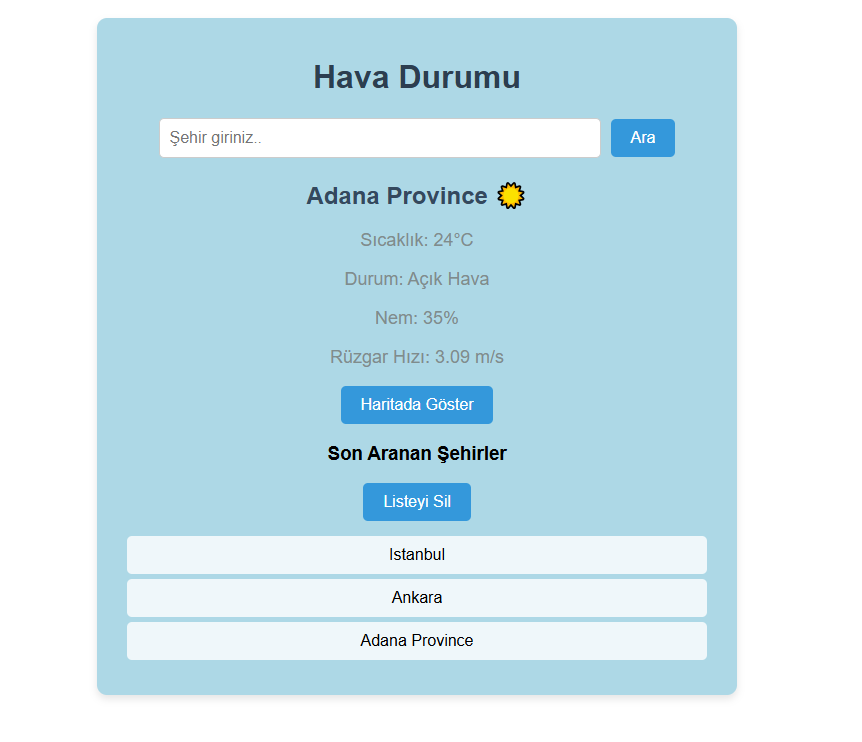 Hava Durumu
Şehir giriniz..
Ara
Adana Province
Sıcaklık: 24°C
Durum: Açık Hava
Nem: 35%
Rüzgar Hızı: 3.09 m/s
Haritada Göster
Son Aranan Şehirler
Listeyi Sil
Istanbul
Ankara
Adana Province